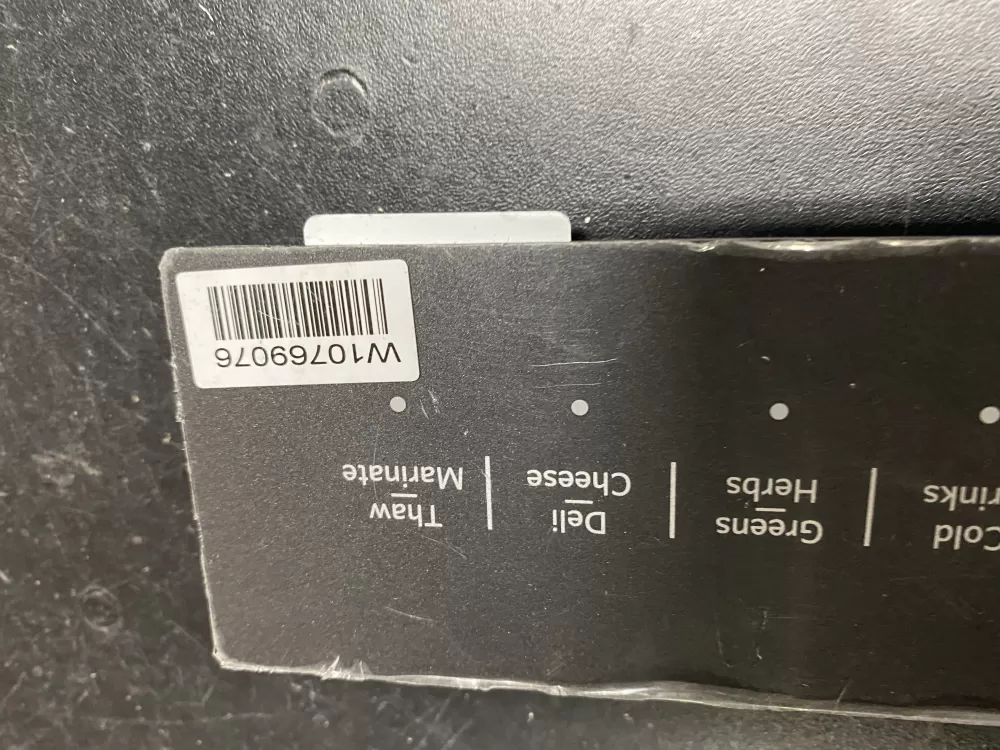 Cold
rinks
Greens
Herbs
Deli
Cheese
Thaw
Marinate
W10769076